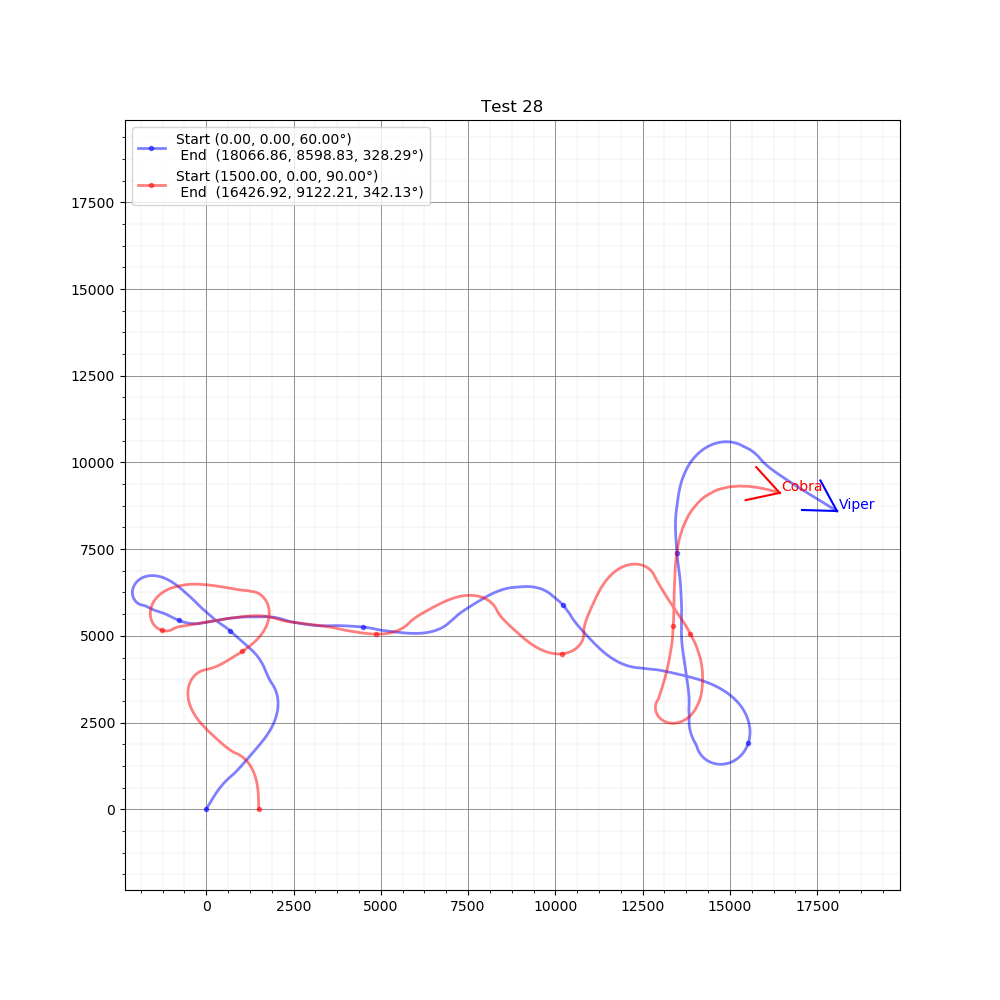 Test 28
Start (0.00, 0.00, 60.00°)
End  (18066.86, 8598.83, 328.29°)
Start (1500.00, 0.00, 90.00°)
End  (16426.92, 9122.21, 342.13°)
17500
15000
12500
10000
7500
5000
2500
0
Cobra
Viper
0 2500 5000 7500 10000 12500 15000 17500